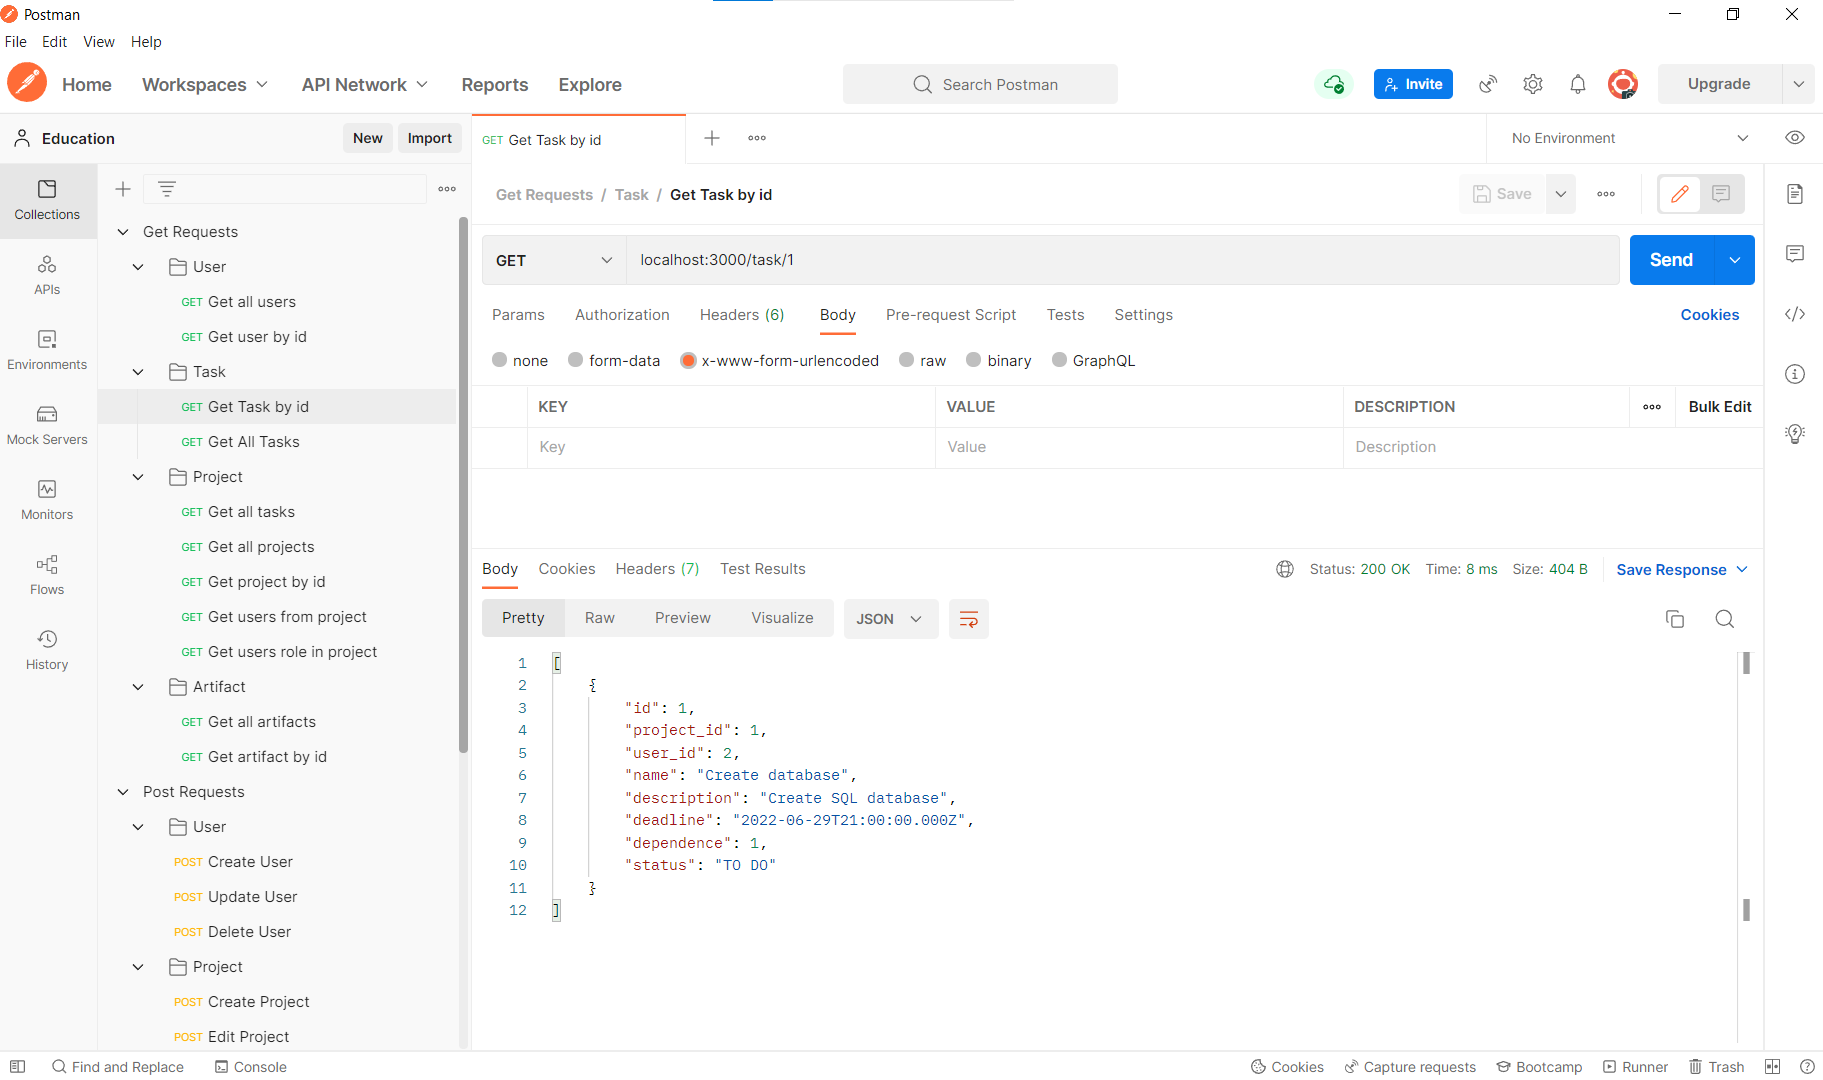 Postman
File Edit View Help
Home Workspaces API Network Reports Explore Search Postman Invite Upgrade
Education New Import GET Get Task by id No Environment
Collections
APIs
Environments
Mock Servers
Monitors
Flows
History
Get Requests
User
GET Get all users
GET Get user by id
Task
GET Get Task by id
GET Get All Tasks
Project
GET Get all tasks
GET Get all projects
GET Get project by id
GET Get users from project
GET Get users role in project
Artifact
GET Get all artifacts
GET Get artifact by id
Post Requests
User
POST Create User
POST Update User
POST Delete User
Project
POST Create Project
POST Edit Project
Get Requests / Task / Get Task by id Save
GET localhost:3000/task/1 Send
Params Authorization Headers (6) Body Pre-request Script Tests Settings Cookies
none form-data x-www-form-urlencoded raw binary GraphQL
KEY VALUE DESCRIPTION Bulk Edit
Key Value Description
Body Cookies Headers (7) Test Results Status: 200 OK Time: 8 ms Size: 404 B Save Response
Pretty Raw Preview Visualize JSON
1 [
2 {
3 "id": 1,
4 "project_id": 1,
5 "user_id": 2,
6 "name": "Create database",
7 "description": "Create SQL database",
8 "deadline": "2022-06-29T21:00:00.000Z",
9 "dependence": 1,
10 "status": "TO DO"
11 }
12 ]
Find and Replace Console Cookies Capture requests Bootcamp Runner Trash